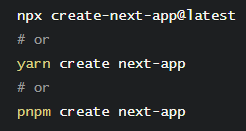 npx create-next-app@latest
# or
yarn create next-app
# or
pnpm create next-app